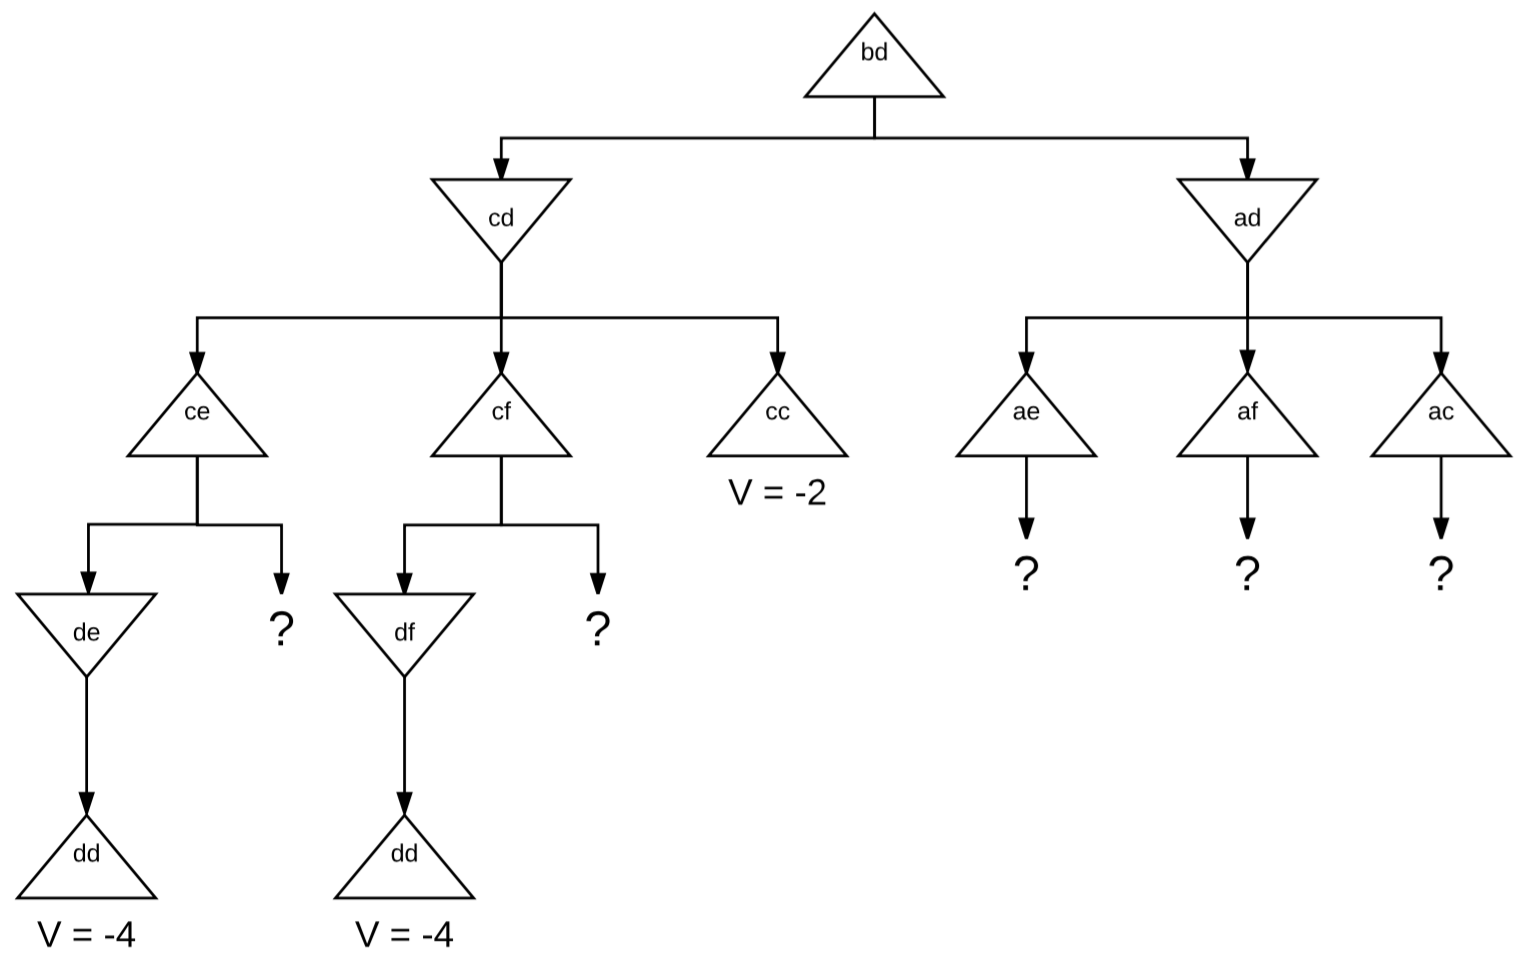 bd
cd
ad
ce
cf
cc
ae
af
ac
V = -2
?
?
?
de
?
df
?
dd
dd
V = -4
V = -4